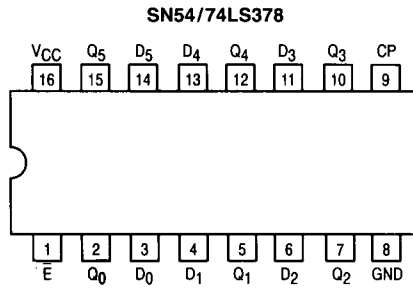 SN54/74LS378
VCC Q5 D5 D4 Q4 D3 Q3 CP
16 15 14 13 12 11 10 9
1 2 3 4 5 6 7 8
E̅ Q0 D0 D1 Q1 D2 Q2 GND